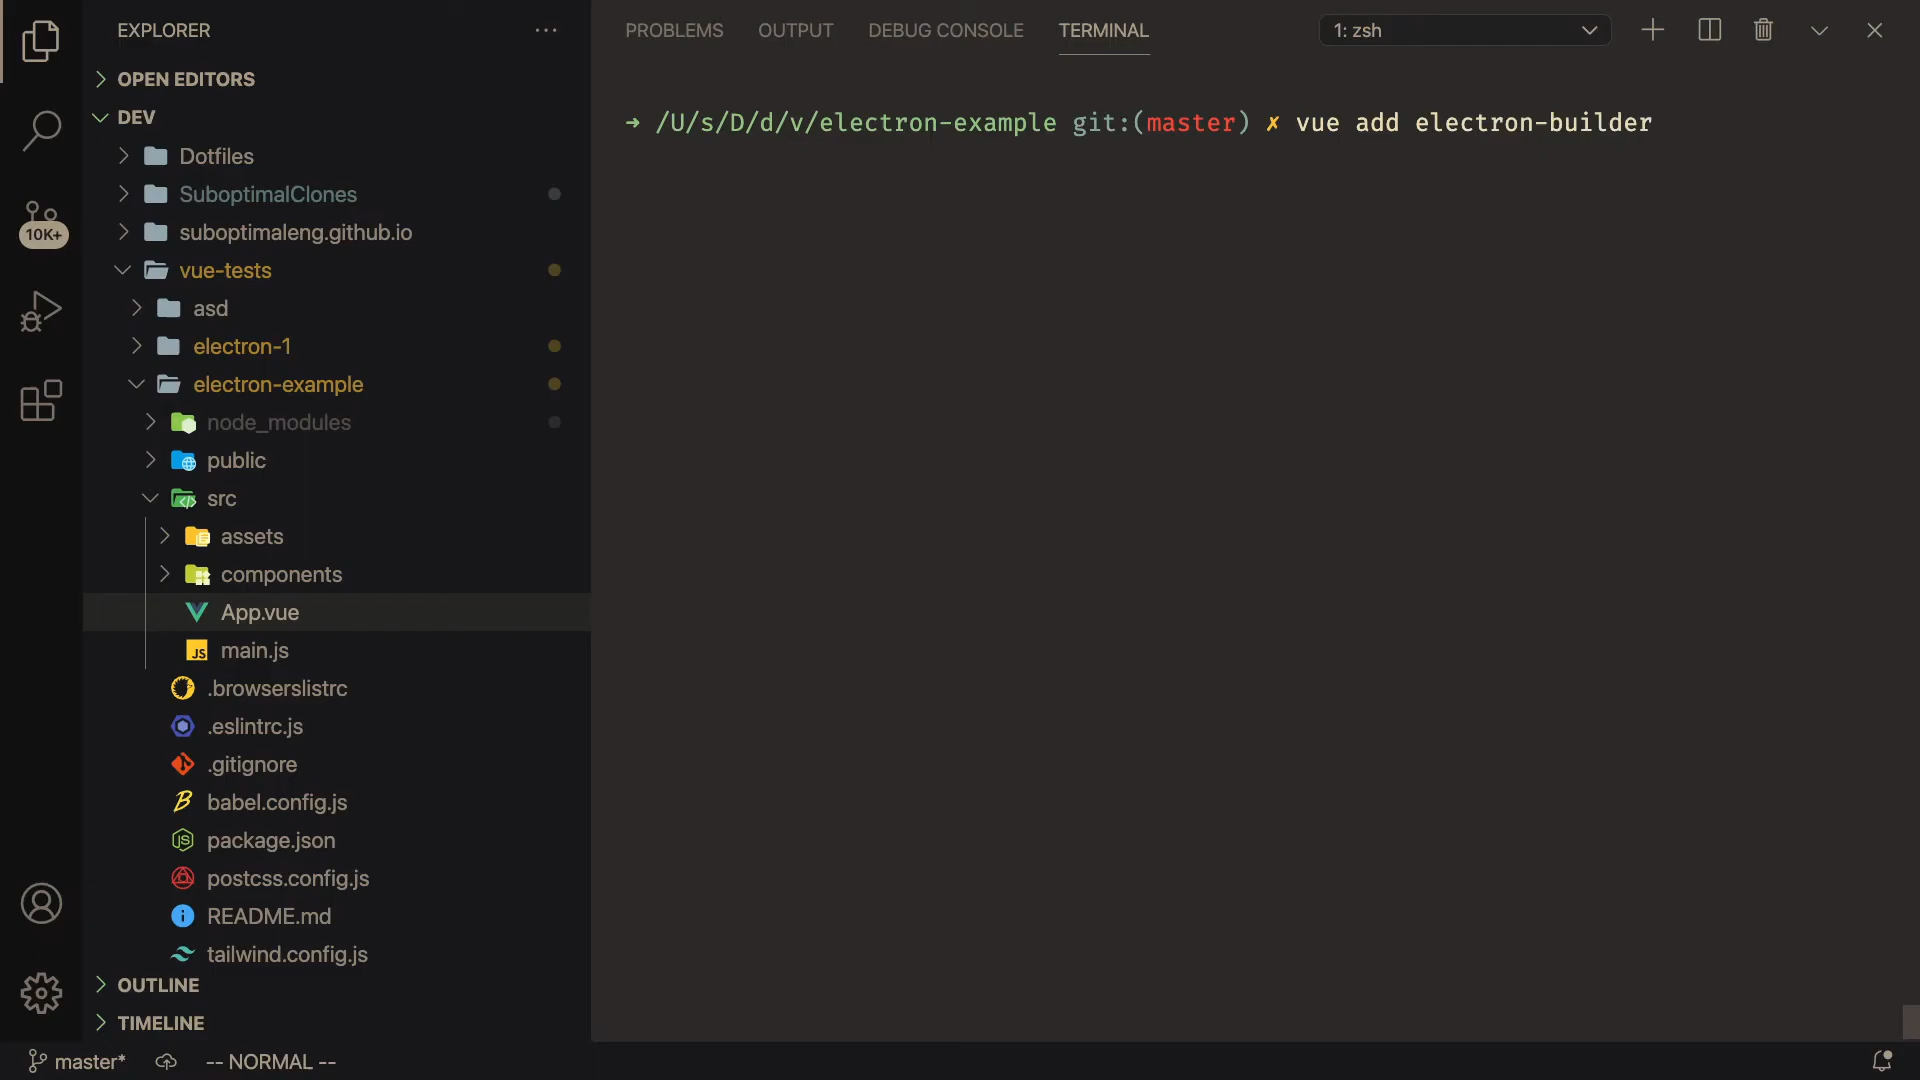 EXPLORER
OPEN EDITORS
DEV
Dotfiles
SuboptimalClones
suboptimaleng.github.io
vue-tests
asd
electron-1
electron-example
node_modules
public
src
assets
components
App.vue
main.js
.browserslistrc
.eslintrc.js
.gitignore
babel.config.js
package.json
postcss.config.js
README.md
tailwind.config.js
OUTLINE
TIMELINE
10K+
PROBLEMS OUTPUT DEBUG CONSOLE TERMINAL 1: zsh
➜ /U/s/D/d/v/electron-example git:(master) ✗ vue add electron-builder
master* -- NORMAL --